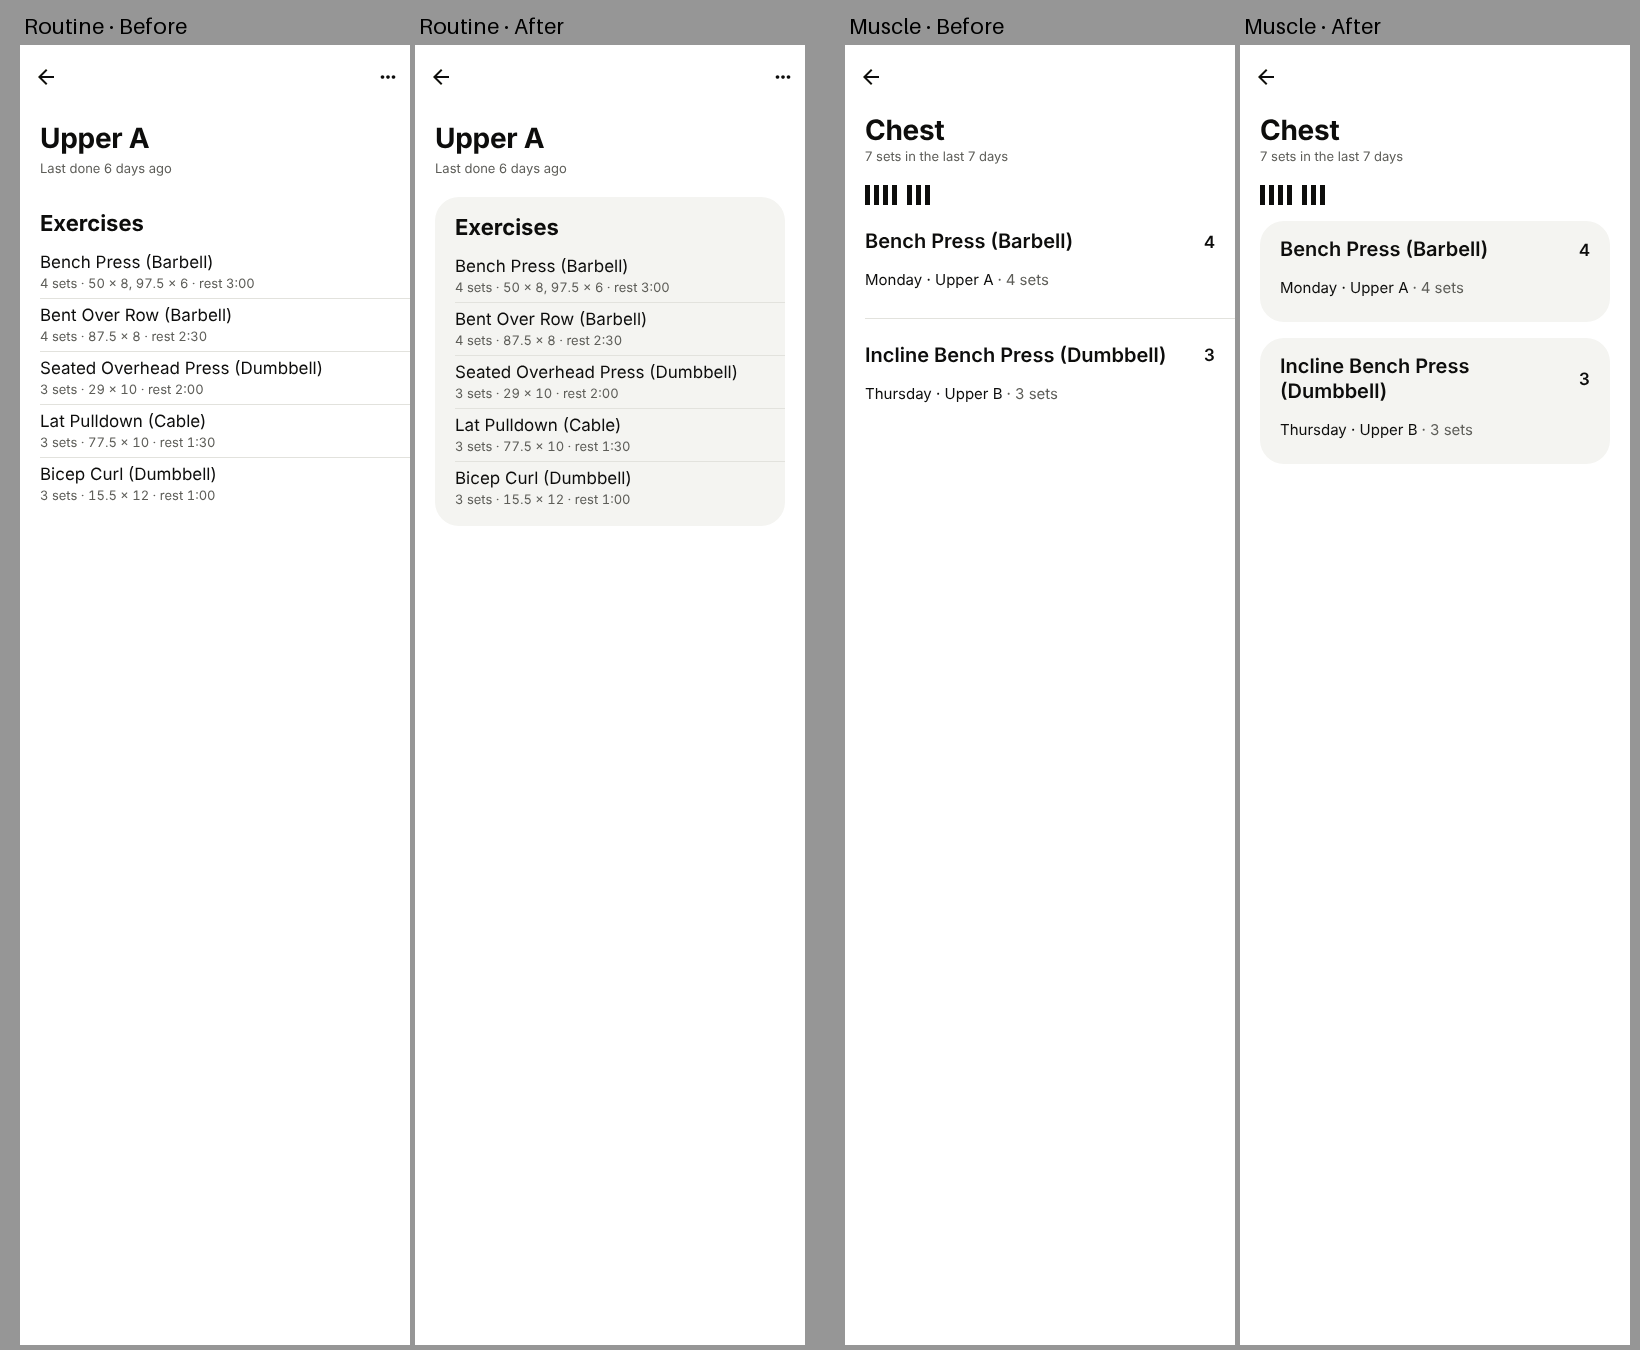 Routine · Before
Upper A
Last done 6 days ago
Exercises
Bench Press (Barbell)
4 sets · 50 × 8, 97.5 × 6 · rest 3:00
Bent Over Row (Barbell)
4 sets · 87.5 × 8 · rest 2:30
Seated Overhead Press (Dumbbell)
3 sets · 29 × 10 · rest 2:00
Lat Pulldown (Cable)
3 sets · 77.5 × 10 · rest 1:30
Bicep Curl (Dumbbell)
3 sets · 15.5 × 12 · rest 1:00
Routine · After
Upper A
Last done 6 days ago
Exercises
Bench Press (Barbell)
4 sets · 50 × 8, 97.5 × 6 · rest 3:00
Bent Over Row (Barbell)
4 sets · 87.5 × 8 · rest 2:30
Seated Overhead Press (Dumbbell)
3 sets · 29 × 10 · rest 2:00
Lat Pulldown (Cable)
3 sets · 77.5 × 10 · rest 1:30
Bicep Curl (Dumbbell)
3 sets · 15.5 × 12 · rest 1:00
Muscle · Before
Chest
7 sets in the last 7 days
Bench Press (Barbell) 4
Monday · Upper A · 4 sets
Incline Bench Press (Dumbbell) 3
Thursday · Upper B · 3 sets
Muscle · After
Chest
7 sets in the last 7 days
Bench Press (Barbell) 4
Monday · Upper A · 4 sets
Incline Bench Press
(Dumbbell) 3
Thursday · Upper B · 3 sets